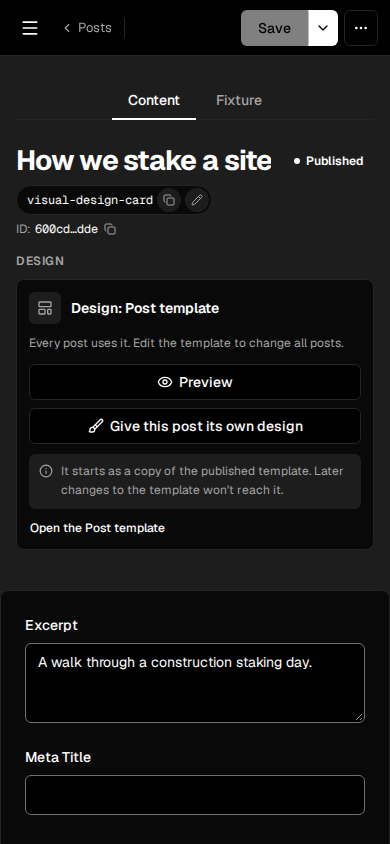 Posts
Save
Content
Fixture
How we stake a site
Published
visual-design-card
ID: 600cd…dde
DESIGN
Design: Post template
Every post uses it. Edit the template to change all posts.
Preview
Give this post its own design
It starts as a copy of the published template. Later
changes to the template won't reach it.
Open the Post template
Excerpt
A walk through a construction staking day.
Meta Title